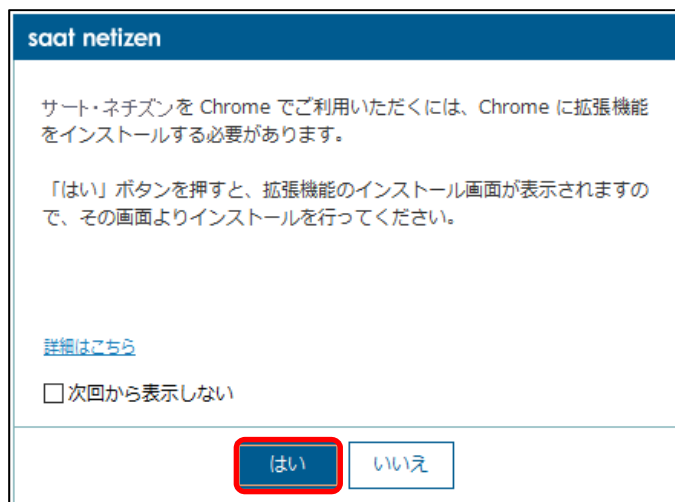 saat netizen
サート・ネチズンを Chrome でご利用いただくには、Chrome に拡張機能
をインストールする必要があります。
「はい」ボタンを押すと、拡張機能のインストール画面が表示されますの
で、その画面よりインストールを行ってください。
詳細はこちら
次回から表示しない
はい いいえ